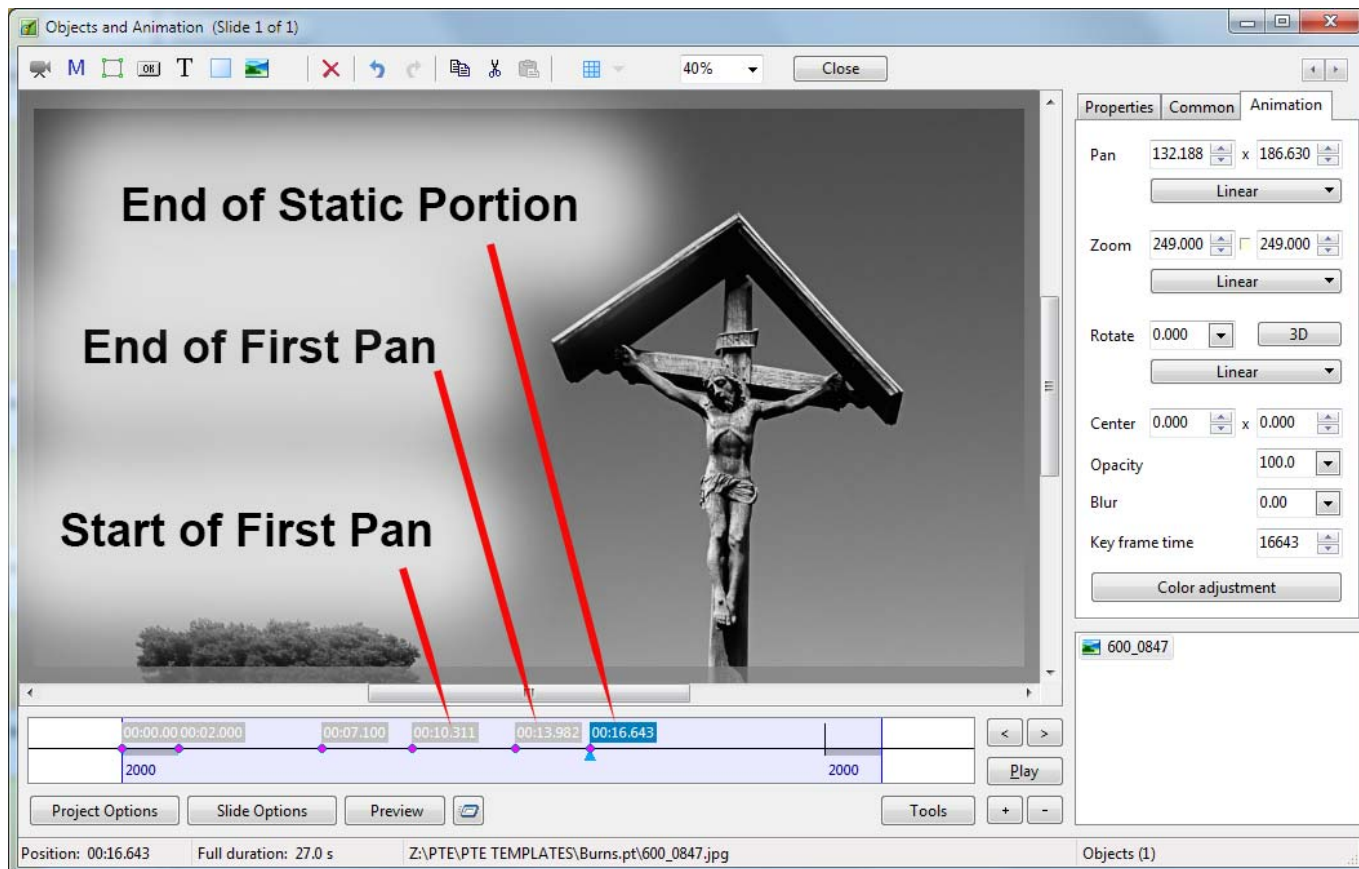 Objects and Animation (Slide 1 of 1)
M OK T 40% Close
Properties Common Animation
Pan 132.188 x 186.630
Linear
Zoom 249.000 249.000
Linear
Rotate 0.000 3D
Linear
Center 0.000 x 0.000
Opacity 100.0
Blur 0.00
Key frame time 16643
Color adjustment
600_0847
End of Static Portion
End of First Pan
Start of First Pan
00:00.00 00:02.000 00:07.100 00:10.311 00:13.982 00:16.643
2000 2000
< >
Play
+ -
Project Options Slide Options Preview Tools
Position: 00:16.643 Full duration: 27.0 s Z:\PTE\PTE TEMPLATES\Burns.pt\600_0847.jpg Objects (1)